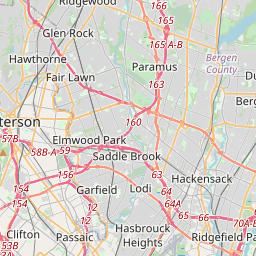 Ridgewood
166
165
Glen Rock
165 A-B
Bergen
County
Hawthorne
Paramus
Fair Lawn
163
160
57B
58B-A
59
Elmwood Park
Saddle Brook
156
154
154
63
64
64A
Hackensack
Garfield
Lodi
12
12
65
66
70A-B
Clifton
53B
Passaic
Hasbrouck
Heights
68
Ridgefield